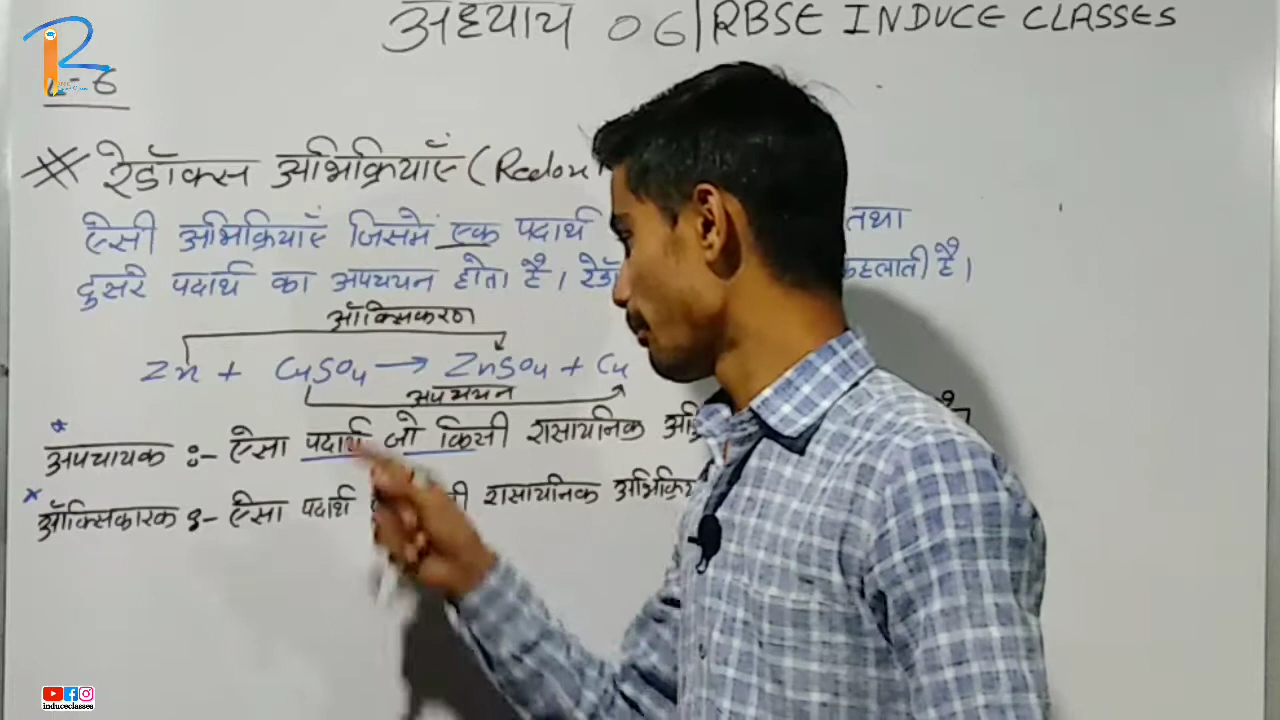 अध्याय 06 | RBSE INDUCE CLASSES
L-6
रेडॉक्स अभिक्रियाएँ (Redox
ऐसी अभिक्रियाएँ जिसमें एक पदार्थ तथा
दुसरे पदार्थ का अपचयन होता है। रेडॉ कहलाती है।
ऑक्सिकरण
Zn + CuSO4 → ZnSO4 + Cu
अपचयन
* अपचायक :- ऐसा पदार्थ जो किसी रासायनिक
* ऑक्सिकारक :- ऐसा पदार्थ रासायनिक
induceclasses